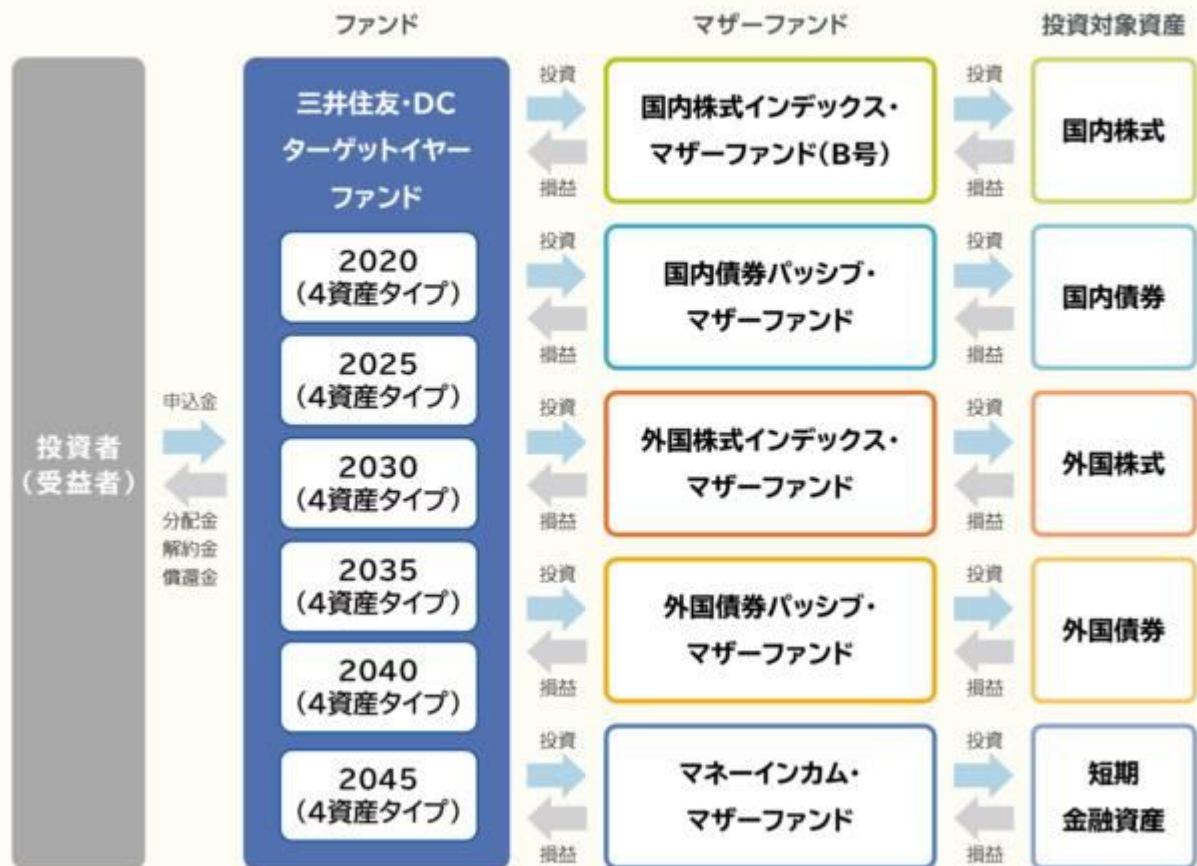 ファンド
マザーファンド
投資対象資産
投資者
(受益者)
申込金
分配金
解約金
償還金
三井住友・DC
ターゲットイヤー
ファンド
2020
(4資産タイプ)
2025
(4資産タイプ)
2030
(4資産タイプ)
2035
(4資産タイプ)
2040
(4資産タイプ)
2045
(4資産タイプ)
投資
損益
国内株式インデックス・
マザーファンド(B号)
投資
損益
国内株式
投資
損益
国内債券パッシブ・
マザーファンド
投資
損益
国内債券
投資
損益
外国株式インデックス・
マザーファンド
投資
損益
外国株式
投資
損益
外国債券パッシブ・
マザーファンド
投資
損益
外国債券
投資
損益
マネーインカム・
マザーファンド
投資
損益
短期
金融資産